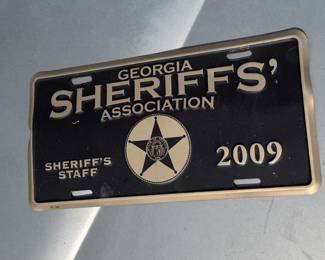 GEORGIA
SHERIFFS'
ASSOCIATION
SHERIFF'S
STAFF
2009